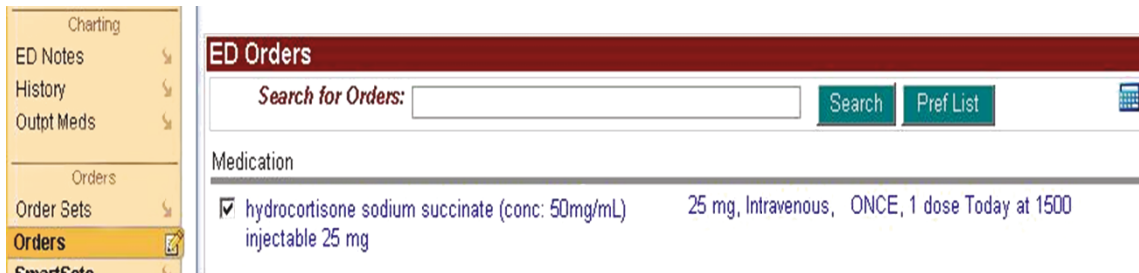 Charting
ED Notes
History
Outpt Meds
Orders
Order Sets
Orders
SmartSets
ED Orders
Search for Orders:
Search
Pref List
Medication
hydrocortisone sodium succinate (conc: 50mg/mL) 25 mg, Intravenous, ONCE, 1 dose Today at 1500
injectable 25 mg